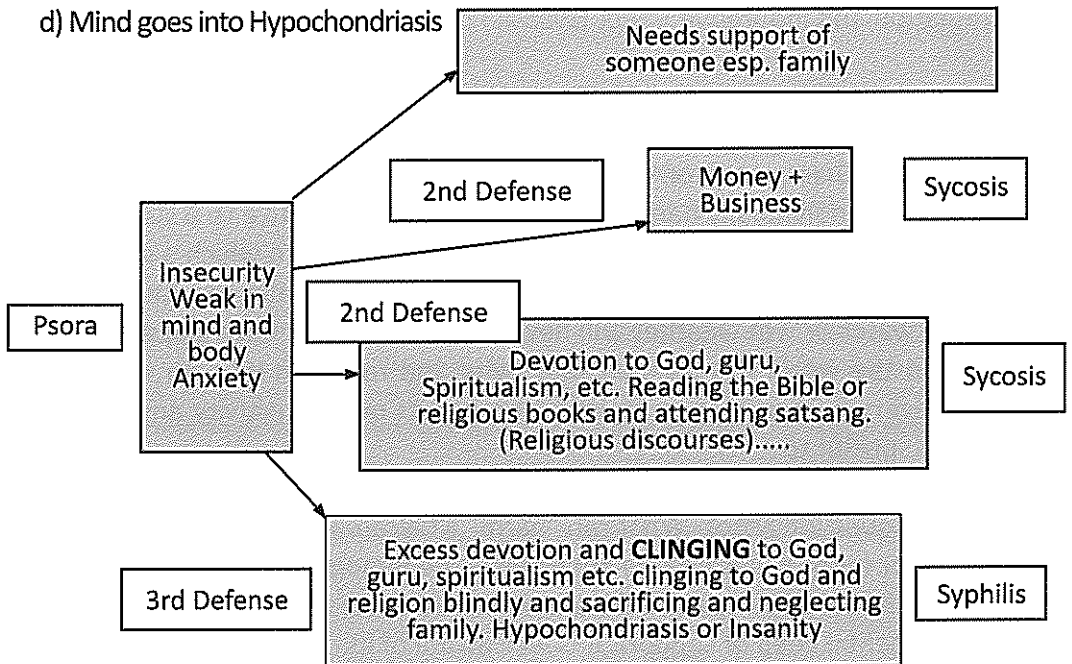 d) Mind goes into Hypochondriasis
Needs support of
someone esp. family
2nd Defense
Money +
Business
Sycosis
Psora
Insecurity
Weak in
mind and
body
Anxiety
2nd Defense
Devotion to God, guru,
Spiritualism, etc. Reading the Bible or
religious books and attending satsang.
(Religious discourses).....
Sycosis
3rd Defense
Excess devotion and CLINGING to God,
guru, spiritualism etc. clinging to God and
religion blindly and sacrificing and neglecting
family. Hypochondriasis or Insanity
Syphilis